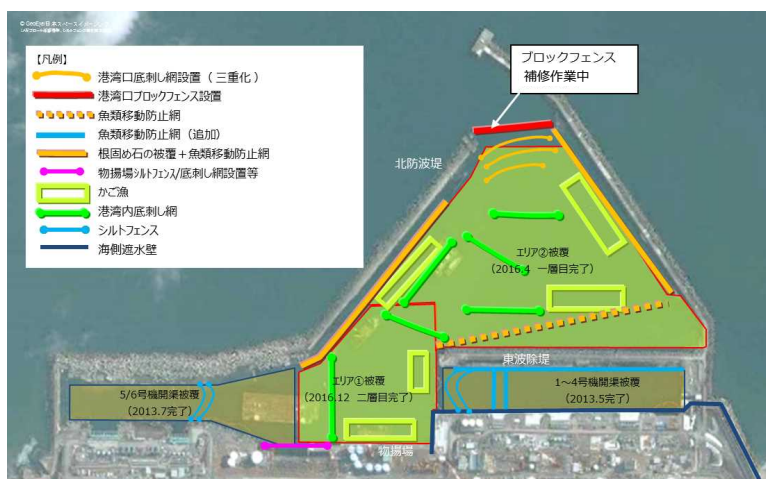 【凡例】
港湾口底刺し網設置（三重化）
港湾口ブロックフェンス設置
魚類移動防止網
魚類移動防止網（追加）
根固め石の被覆＋魚類移動防止網
物揚場シルトフェンス/底刺し網設置等
かご漁
港湾内底刺し網
シルトフェンス
海側遮水壁
ブロックフェンス
補修作業中
北防波堤
エリア②被覆
（2016.4 一層目完了）
東波除堤
5/6号機開渠被覆
（2013.7完了）
エリア①被覆
（2016.12 二層目完了）
1～4号機開渠被覆
（2013.5完了）
物揚場